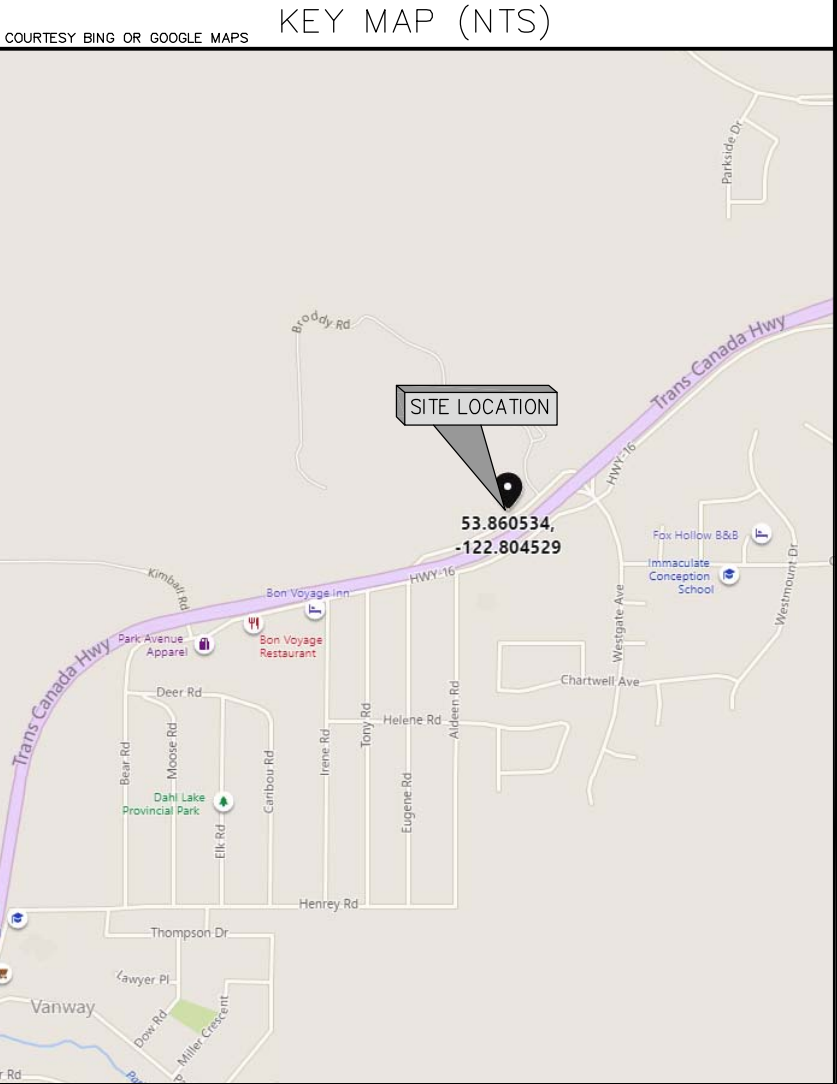 KEY MAP (NTS)
COURTESY BING OR GOOGLE MAPS
Parkside Dr
Broddy Rd
Trans Canada Hwy
SITE LOCATION
HWY-16
53.860534,
-122.804529
Fox Hollow B&B
Immaculate
Conception
School
Westmount Dr
HWY-16
Kimball Rd
Bon Voyage Inn
Westgate Ave
Park Avenue
Apparel
Bon Voyage
Restaurant
Trans Canada Hwy
Chartwell Ave
Deer Rd
Aldeen Rd
Helene Rd
Tony Rd
Irene Rd
Moose Rd
Bear Rd
Caribou Rd
Eugene Rd
Dahl Lake
Provincial Park
Elk Rd
Henrey Rd
Thompson Dr
Lawyer Pl
Vanway
Dow Rd
Miller Crescent
r Rd